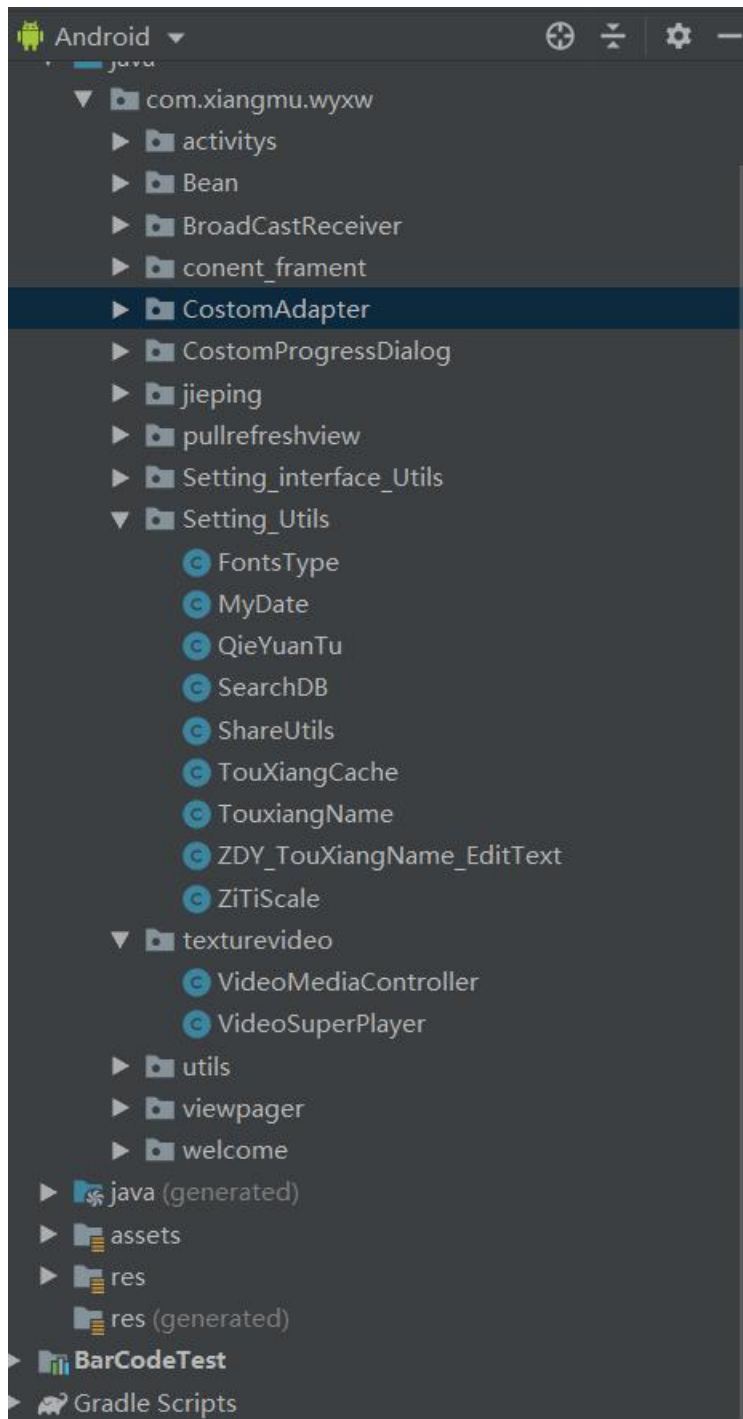 Android
java
com.xiangmu.wyxw
activitys
Bean
BroadCastReceiver
conent_frament
CostomAdapter
CostomProgressDialog
jieping
pullrefreshview
Setting_interface_Utils
Setting_Utils
FontsType
MyDate
QieYuanTu
SearchDB
ShareUtils
TouXiangCache
TouxiangName
ZDY_TouXiangName_EditText
ZiTiScale
texturevideo
VideoMediaController
VideoSuperPlayer
utils
viewpager
welcome
java (generated)
assets
res
res (generated)
BarCodeTest
Gradle Scripts